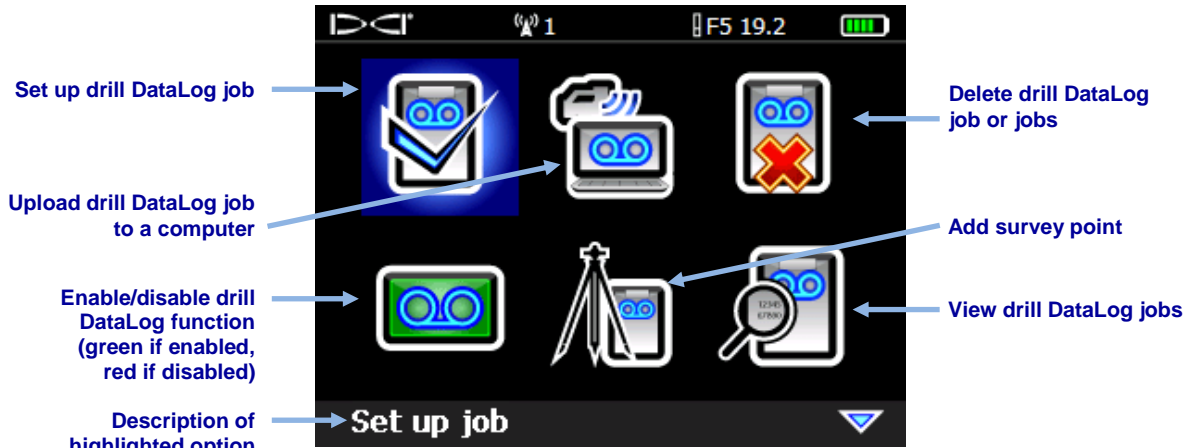 DCI
1
F5 19.2
Set up drill DataLog job
Delete drill DataLog
job or jobs
Upload drill DataLog job
to a computer
Add survey point
Enable/disable drill
DataLog function
(green if enabled,
red if disabled)
12345
67890
View drill DataLog jobs
Description of
highlighted option
Set up job